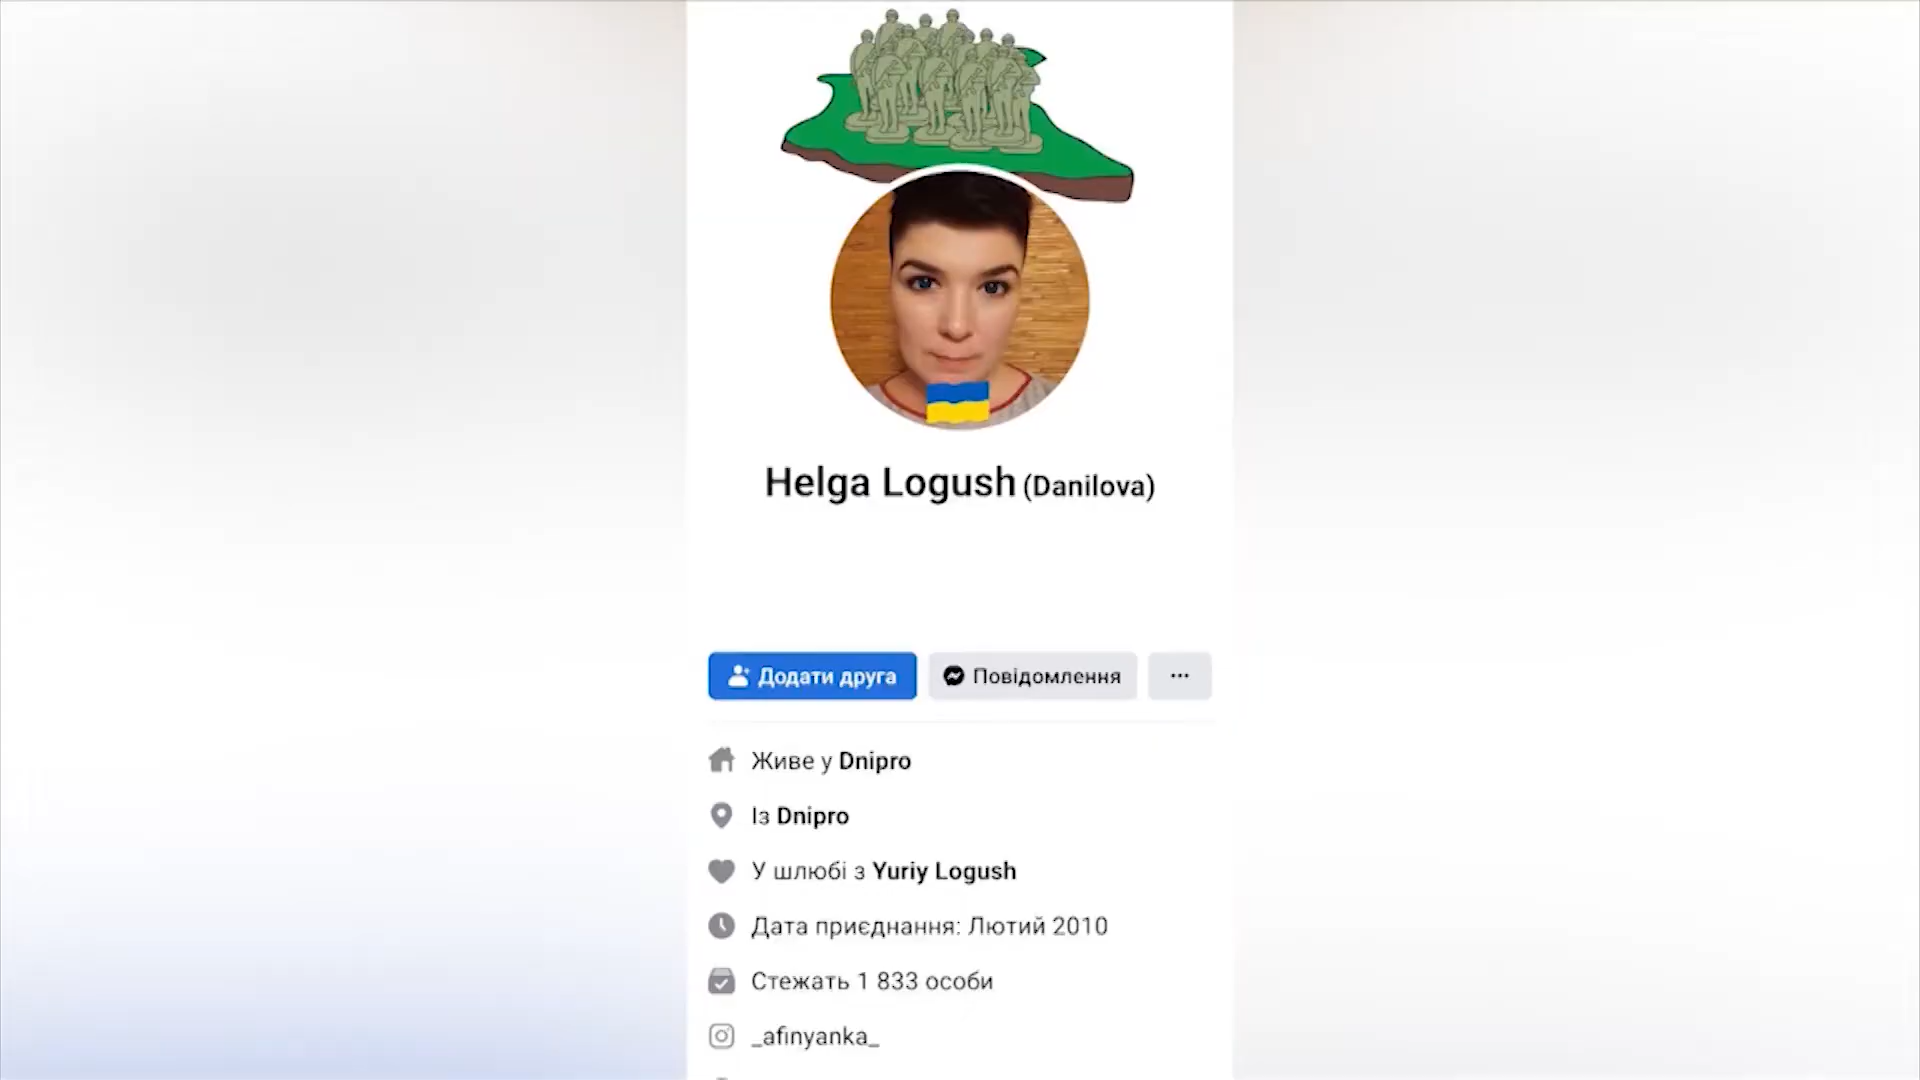 Helga Logush (Danilova)
Додати друга
Повідомлення
Живе у Dnipro
Із Dnipro
У шлюбі з Yuriy Logush
Дата приєднання: Лютий 2010
Стежать 1 833 особи
_afinyanka_